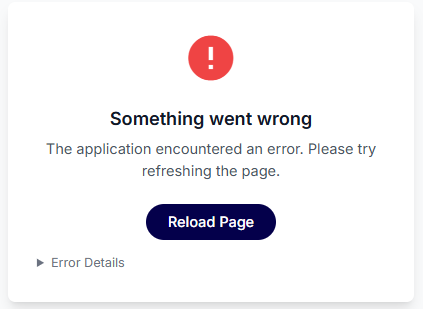 Something went wrong
The application encountered an error. Please try
refreshing the page.
Reload Page
Error Details